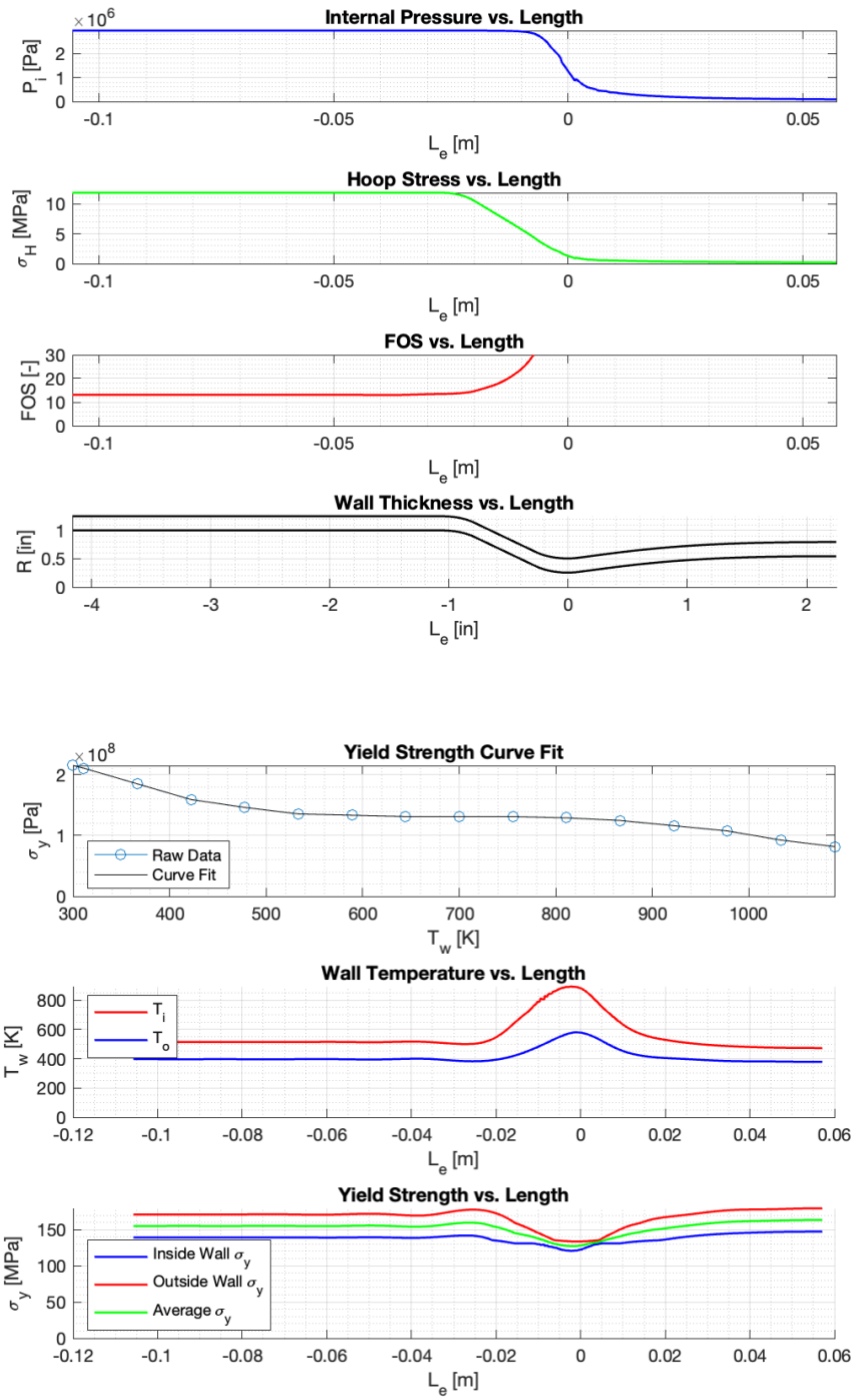 Internal Pressure vs. Length
× 10^6
P_i [Pa]
2
1
0
-0.1 -0.05 0 0.05
L_e [m]
Hoop Stress vs. Length
σ_H [MPa]
10
5
0
-0.1 -0.05 0 0.05
L_e [m]
FOS vs. Length
FOS [-]
30
20
10
0
-0.1 -0.05 0 0.05
L_e [m]
Wall Thickness vs. Length
R [in]
1
0.5
0
-4 -3 -2 -1 0 1 2
L_e [in]
Yield Strength Curve Fit
× 10^8
σ_y [Pa]
2
1
0
Raw Data
Curve Fit
300 400 500 600 700 800 900 1000
T_w [K]
Wall Temperature vs. Length
T_w [K]
800
600
400
200
0
T_i
T_o
-0.12 -0.1 -0.08 -0.06 -0.04 -0.02 0 0.02 0.04 0.06
L_e [m]
Yield Strength vs. Length
σ_y [MPa]
150
100
50
0
Inside Wall σ_y
Outside Wall σ_y
Average σ_y
-0.12 -0.1 -0.08 -0.06 -0.04 -0.02 0 0.02 0.04 0.06
L_e [m]